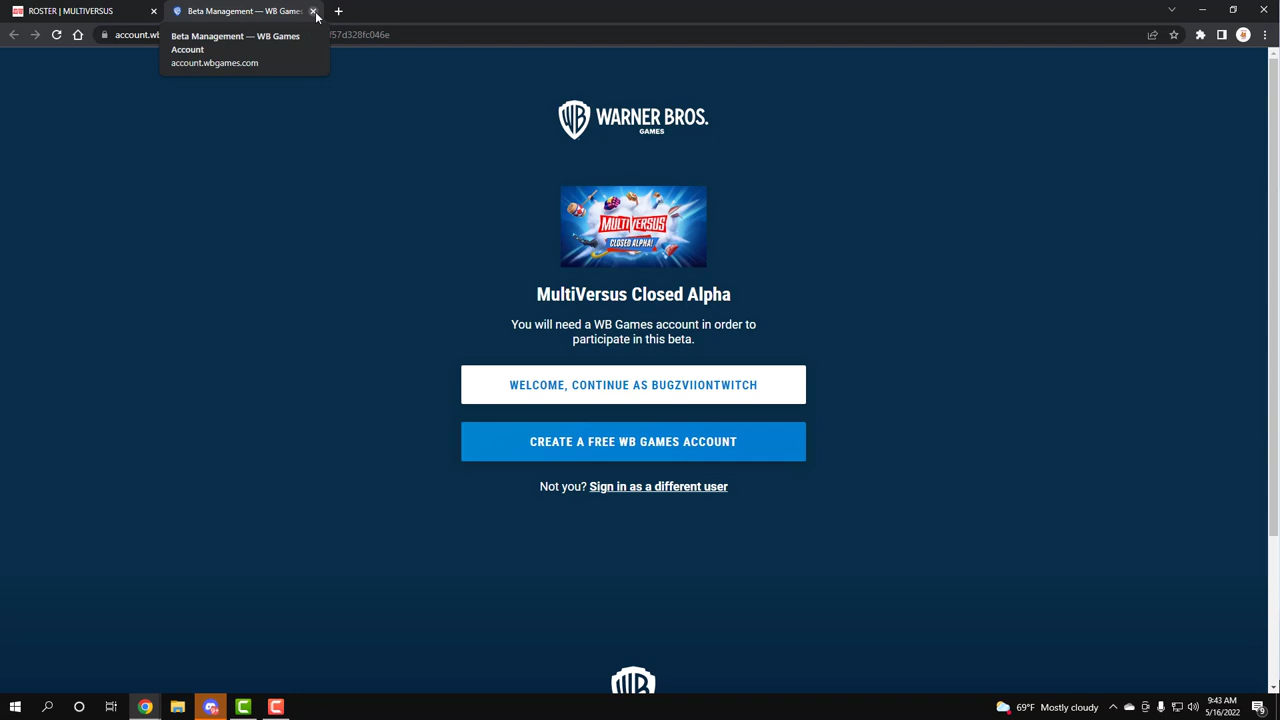 ROSTER | MULTIVERSUS
Beta Management — WB Games
account.wb
57d328fc046e
Beta Management — WB Games
Account
account.wbgames.com
WB WARNER BROS.
GAMES
MULTIVERSUS
CLOSED ALPHA!
MultiVersus Closed Alpha
You will need a WB Games account in order to
participate in this beta.
WELCOME, CONTINUE AS BUGZVIIONTWITCH
CREATE A FREE WB GAMES ACCOUNT
Not you? Sign in as a different user
WB
69°F Mostly cloudy
9:43 AM
5/16/2022
9